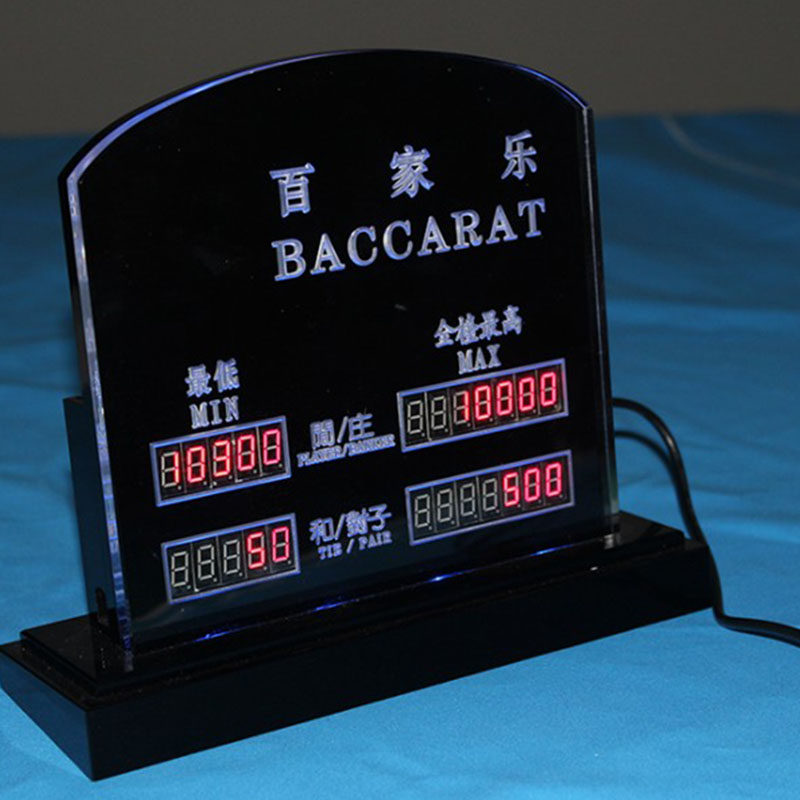 百家乐
BACCARAT
最低
MIN
全檯最高
MAX
10300
閒/庄
PLAYER/BANKER
10000
50
和/對子
TIE / PAIR
500